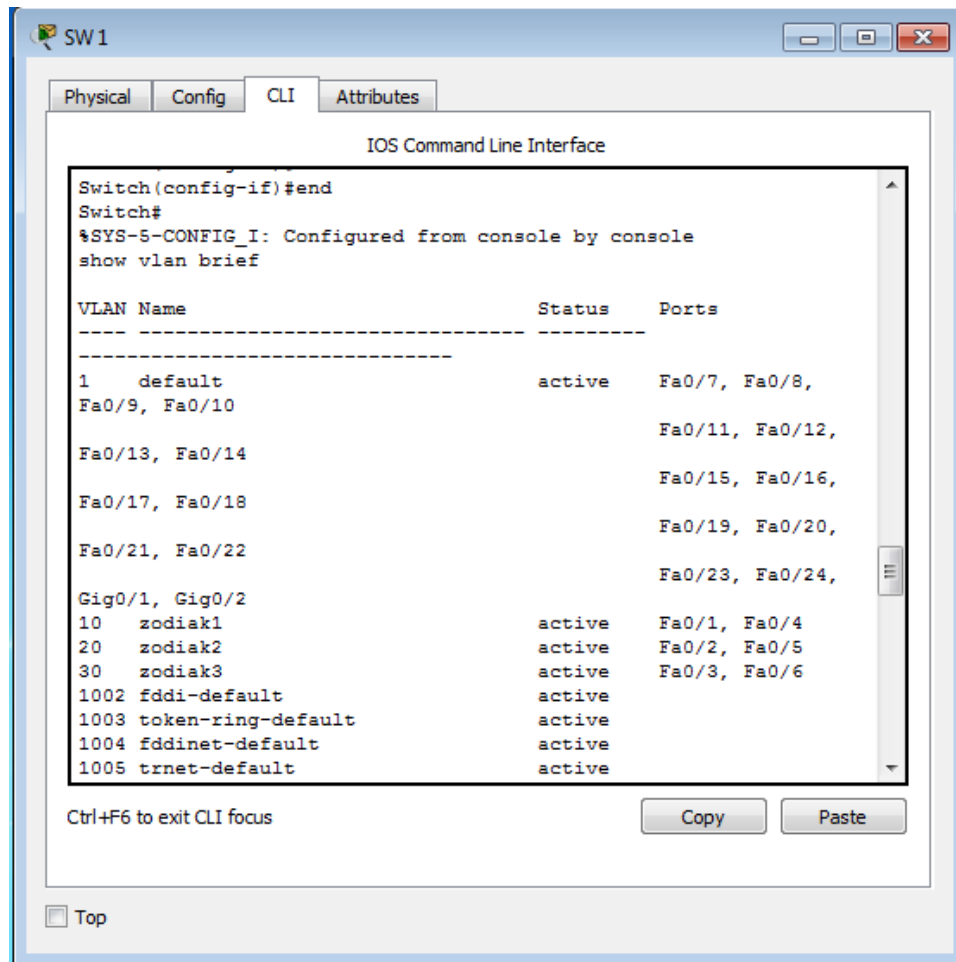 SW1
Physical Config CLI Attributes
IOS Command Line Interface
Switch(config-if)#end
Switch#
%SYS-5-CONFIG_I: Configured from console by console
show vlan brief
VLAN Name                             Status    Ports
---- -------------------------------- ---------
-------------------------------
1    default                          active    Fa0/7, Fa0/8,
Fa0/9, Fa0/10
                                                Fa0/11, Fa0/12,
Fa0/13, Fa0/14
                                                Fa0/15, Fa0/16,
Fa0/17, Fa0/18
                                                Fa0/19, Fa0/20,
Fa0/21, Fa0/22
                                                Fa0/23, Fa0/24,
Gig0/1, Gig0/2
10   zodiak1                          active    Fa0/1, Fa0/4
20   zodiak2                          active    Fa0/2, Fa0/5
30   zodiak3                          active    Fa0/3, Fa0/6
1002 fddi-default                     active
1003 token-ring-default               active
1004 fddinet-default                  active
1005 trnet-default                    active
Ctrl+F6 to exit CLI focus
Copy Paste
Top